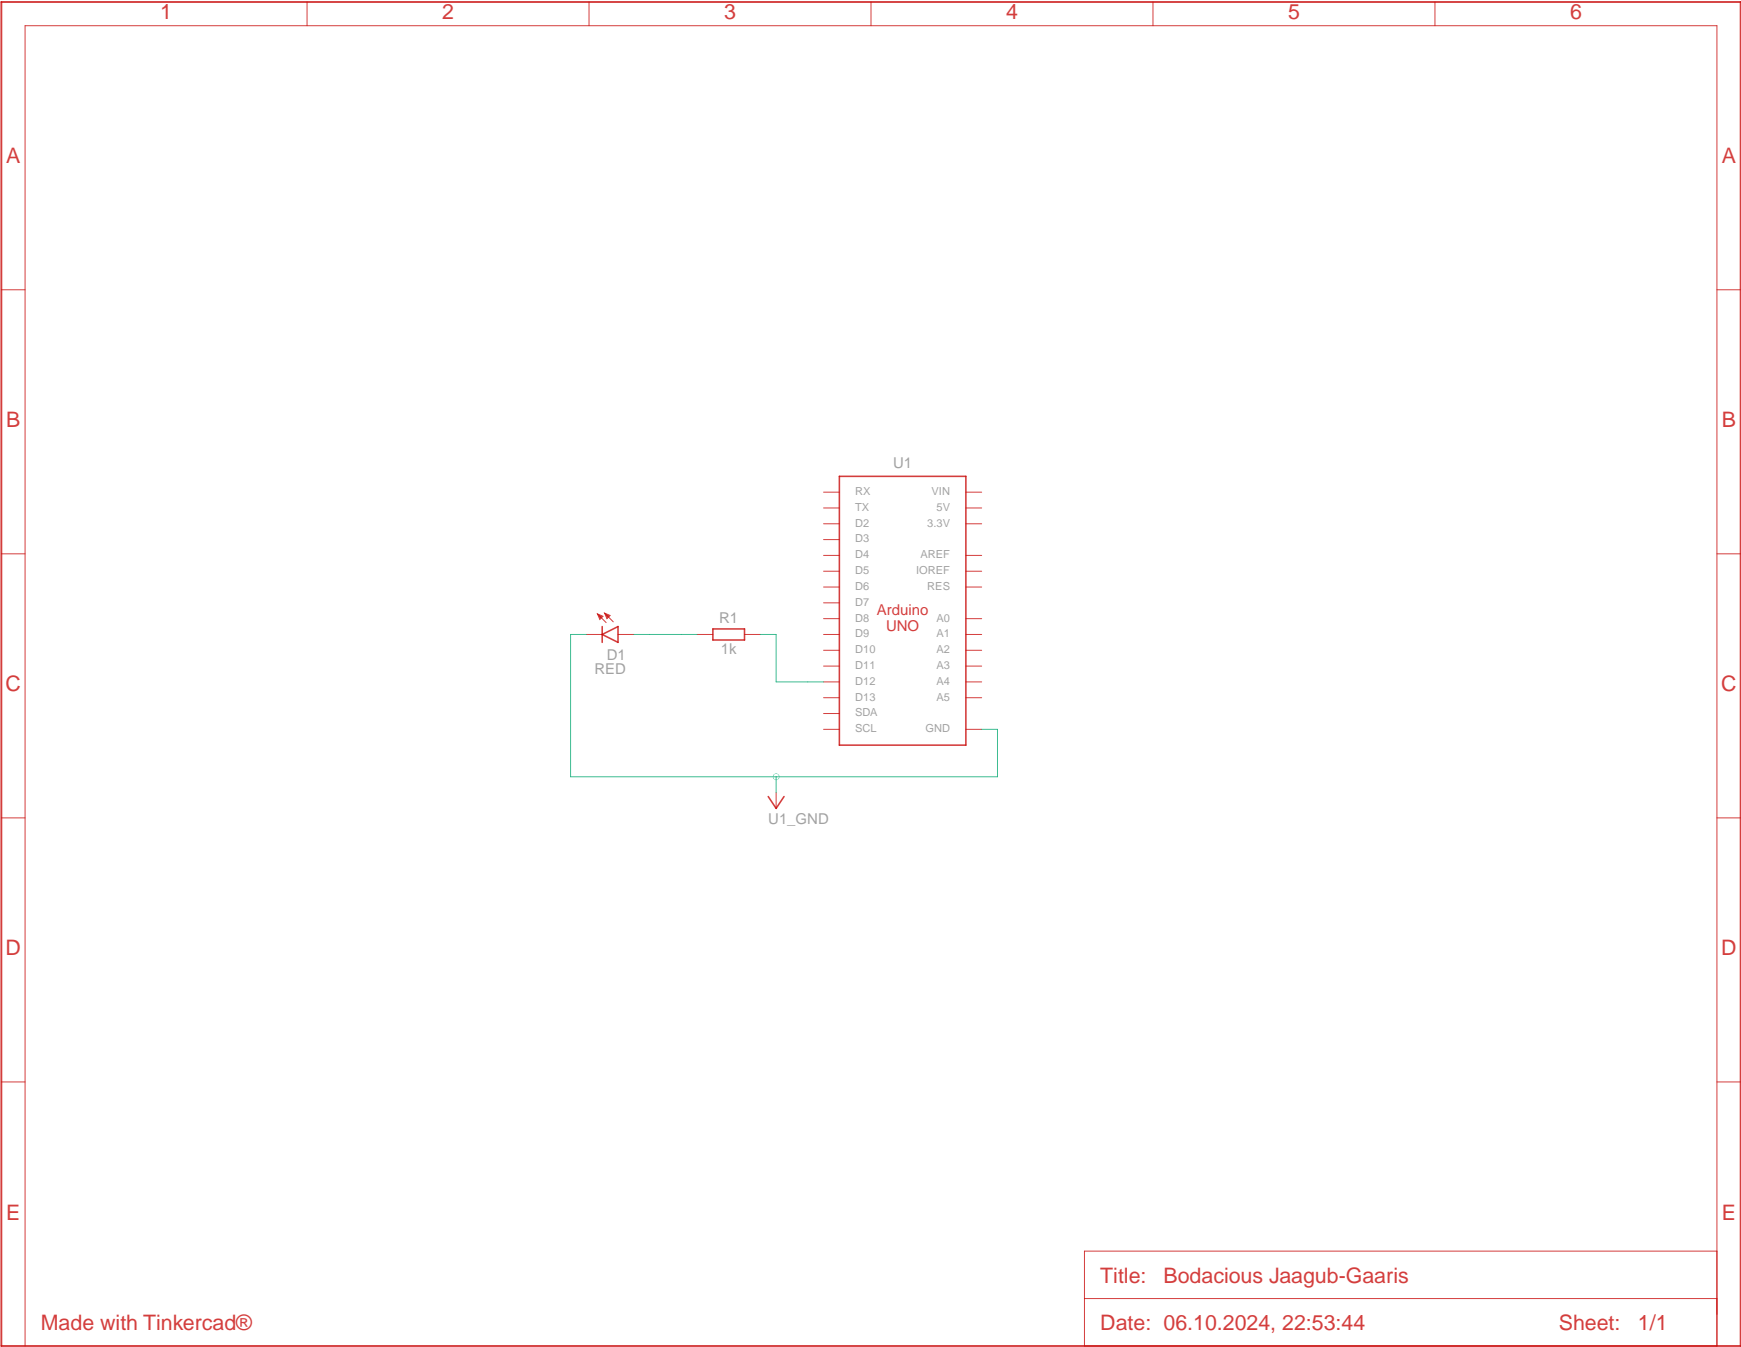 1 2 3 4 5 6
A A
B B
U1
RX VIN
TX 5V
D2 3.3V
D3
D4 AREF
D5 IOREF
D6 RES
D7
Arduino
D8 A0
UNO
D9 A1
D10 A2
D11 A3
D12 A4
D13 A5
SDA
SCL GND
R1
1k
D1
RED
C C
U1_GND
D D
E E
Title: Bodacious Jaagub-Gaaris
Date: 06.10.2024, 22:53:44 Sheet: 1/1
Made with Tinkercad®